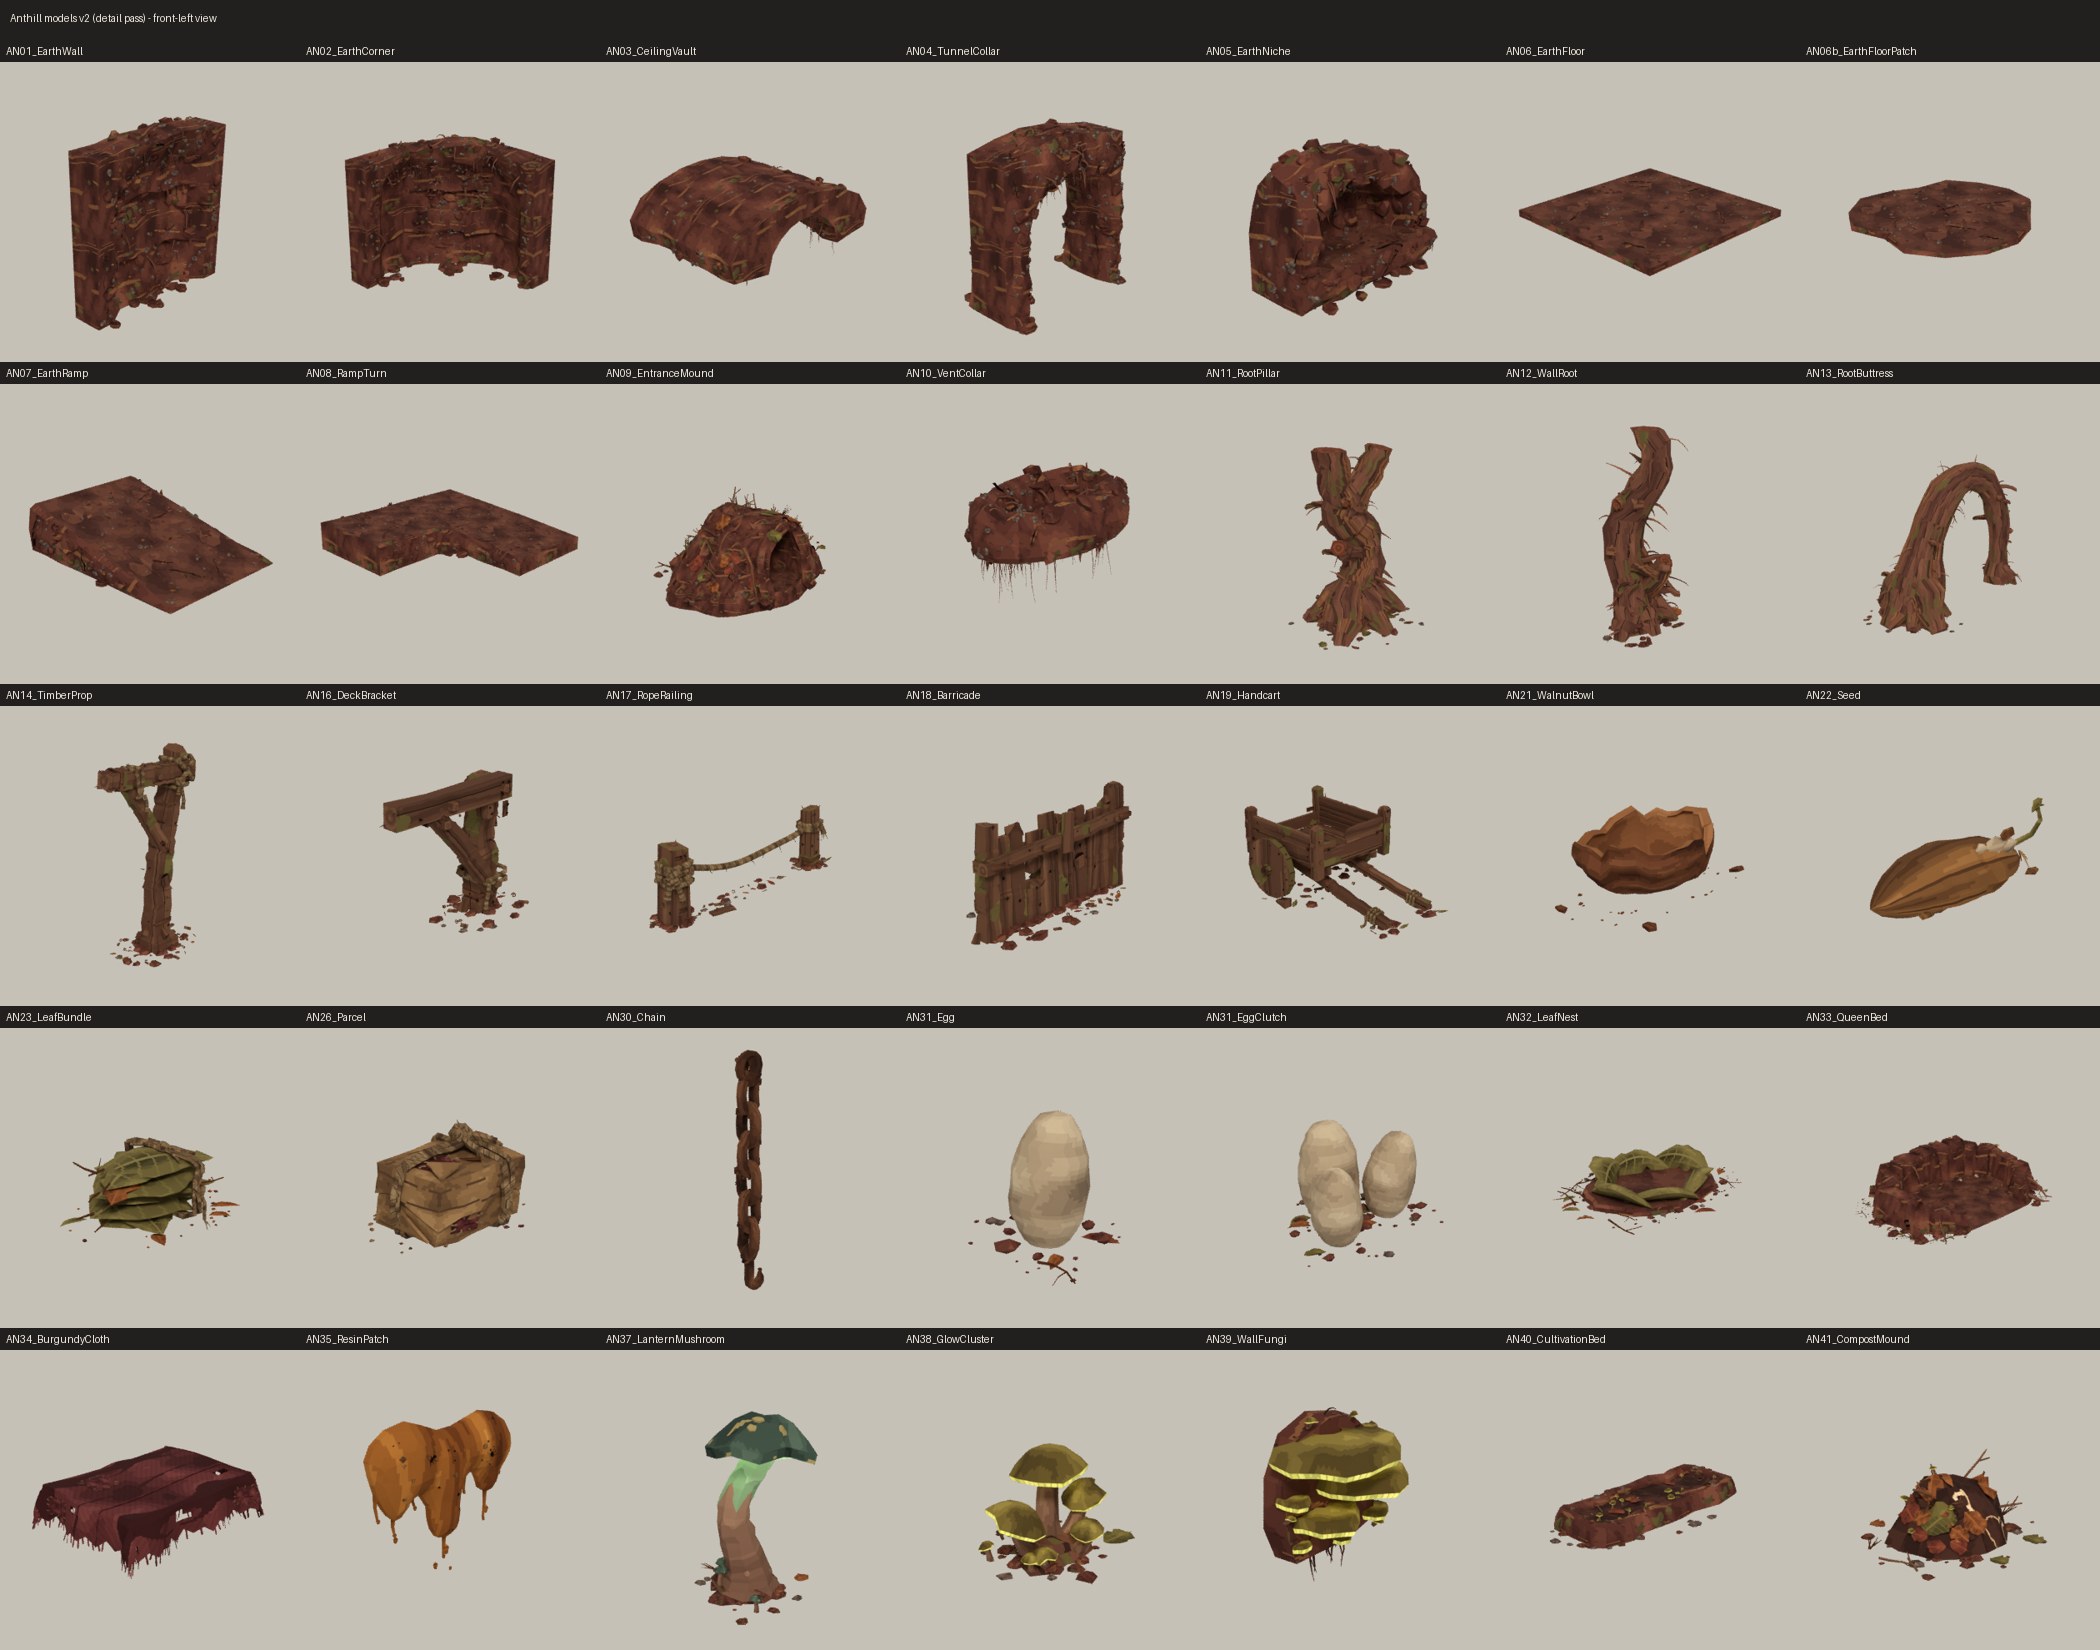 Anthill models v2 (detail pass) - front-left view
AN01_EarthWall
AN02_EarthCorner
AN03_CeilingVault
AN04_TunnelCollar
AN05_EarthNiche
AN06_EarthFloor
AN06b_EarthFloorPatch
AN07_EarthRamp
AN08_RampTurn
AN09_EntranceMound
AN10_VentCollar
AN11_RootPillar
AN12_WallRoot
AN13_RootButtress
AN14_TimberProp
AN16_DeckBracket
AN17_RopeRailing
AN18_Barricade
AN19_Handcart
AN21_WalnutBowl
AN22_Seed
AN23_LeafBundle
AN26_Parcel
AN30_Chain
AN31_Egg
AN31_EggClutch
AN32_LeafNest
AN33_QueenBed
AN34_BurgundyCloth
AN35_ResinPatch
AN37_LanternMushroom
AN38_GlowCluster
AN39_WallFungi
AN40_CultivationBed
AN41_CompostMound